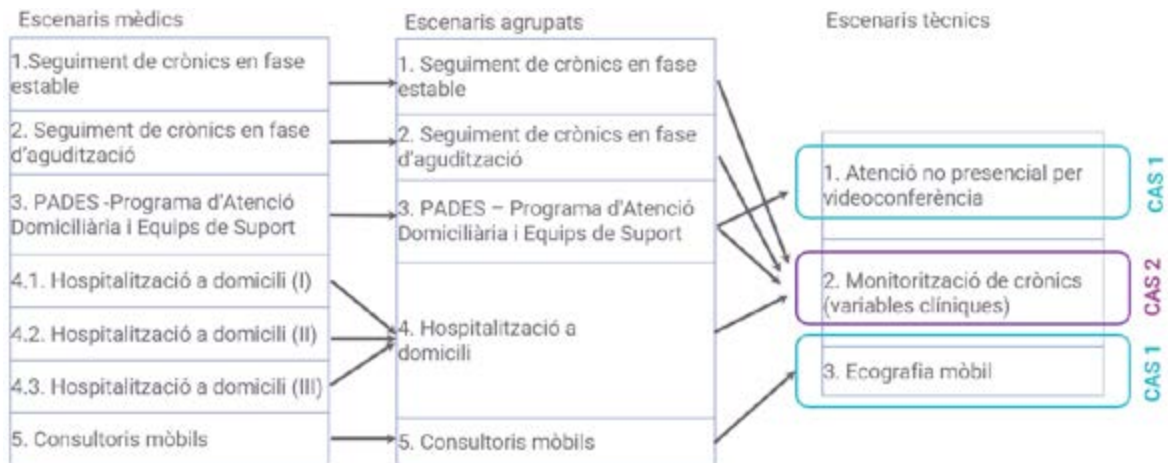 Escenaris mèdics
1.Seguiment de crònics en fase
estable
2. Seguiment de crònics en fase
d'agudització
3. PADES -Programa d'Atenció
Domiciliària i Equips de Suport
4.1. Hospitalització a domicili (I)
4.2. Hospitalització a domicili (II)
4.3. Hospitalització a domicili (III)
5. Consultoris mòbils
Escenaris agrupats
1. Seguiment de crònics en fase
estable
2. Seguiment de crònics en fase
d'agudització
3. PADES – Programa d'Atenció
Domiciliària i Equips de Suport
4. Hospitalització a
domicili
5. Consultoris mòbils
Escenaris tècnics
1. Atenció no presencial per
videoconferència
CAS 1
2. Monitorització de crònics
(variables clíniques)
CAS 2
3. Ecografia mòbil
CAS 1